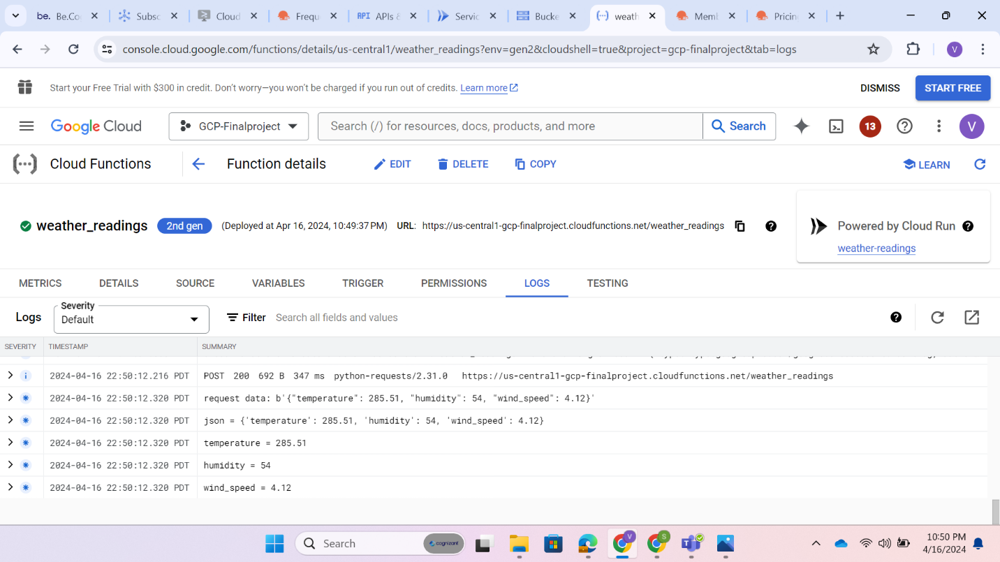 be. Be.Co
Subsc
Cloud
Frequ
API APIs &
Servic
Bucke
weath
Memb
Pricin
console.cloud.google.com/functions/details/us-central1/weather_readings?env=gen2&cloudshell=true&project=gcp-finalproject&tab=logs
V
Start your Free Trial with $300 in credit. Don't worry—you won't be charged if you run out of credits. Learn more
DISMISS
START FREE
Google Cloud
GCP-Finalproject
Search (/) for resources, docs, products, and more
Search
13
V
Cloud Functions
Function details
EDIT
DELETE
COPY
LEARN
weather_readings
2nd gen
(Deployed at Apr 16, 2024, 10:49:37 PM)
URL: https://us-central1-gcp-finalproject.cloudfunctions.net/weather_readings
Powered by Cloud Run
weather-readings
METRICS
DETAILS
SOURCE
VARIABLES
TRIGGER
PERMISSIONS
LOGS
TESTING
Logs
Severity
Default
Filter
Search all fields and values
SEVERITY
TIMESTAMP
SUMMARY
2024-04-16 22:50:12.216 PDT POST 200 692 B 347 ms python-requests/2.31.0 https://us-central1-gcp-finalproject.cloudfunctions.net/weather_readings
2024-04-16 22:50:12.320 PDT request data: b'{"temperature": 285.51, "humidity": 54, "wind_speed": 4.12}'
2024-04-16 22:50:12.320 PDT json = {'temperature': 285.51, 'humidity': 54, 'wind_speed': 4.12}
2024-04-16 22:50:12.320 PDT temperature = 285.51
2024-04-16 22:50:12.320 PDT humidity = 54
2024-04-16 22:50:12.320 PDT wind_speed = 4.12
Search
cognizant
V
S
10:50 PM
4/16/2024